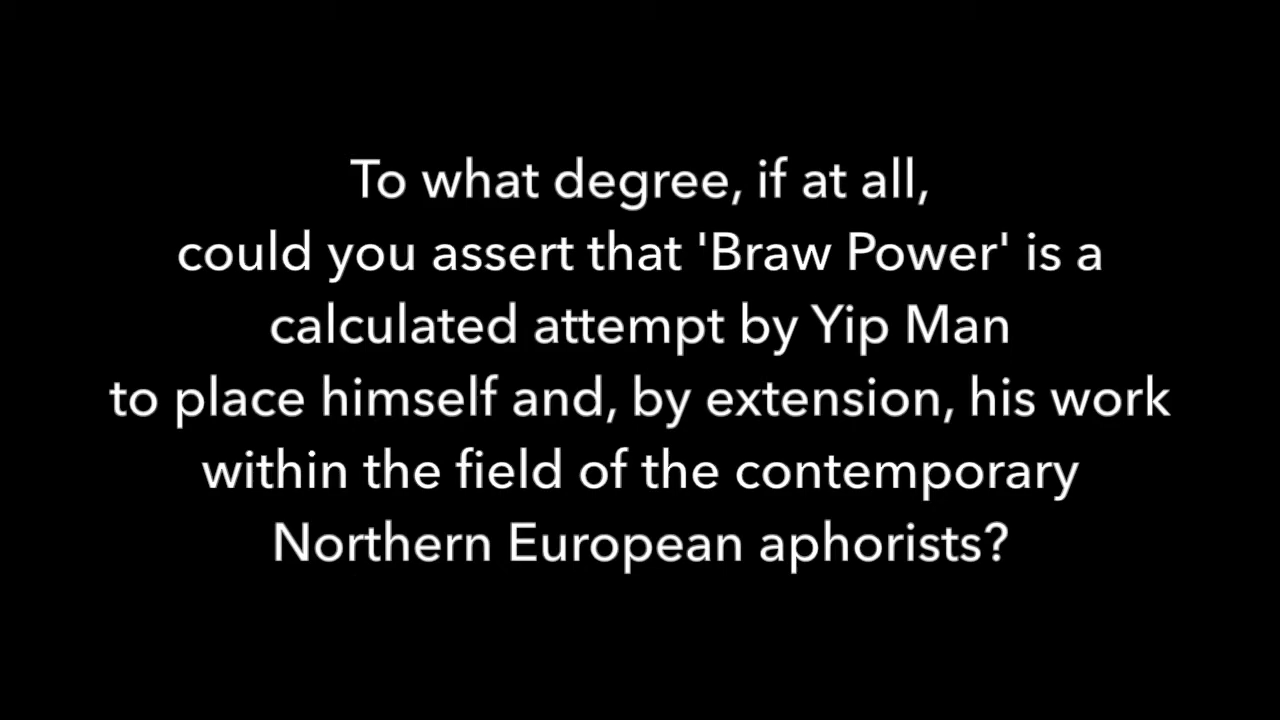 To what degree, if at all,
could you assert that 'Braw Power' is a
calculated attempt by Yip Man
to place himself and, by extension, his work
within the field of the contemporary
Northern European aphorists?